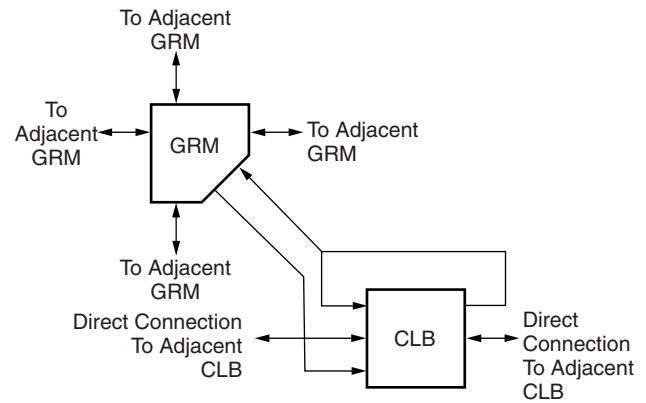 To Adjacent
GRM
To
Adjacent
GRM
GRM
To Adjacent
GRM
To Adjacent
GRM
Direct Connection
To Adjacent
CLB
CLB
Direct
Connection
To Adjacent
CLB